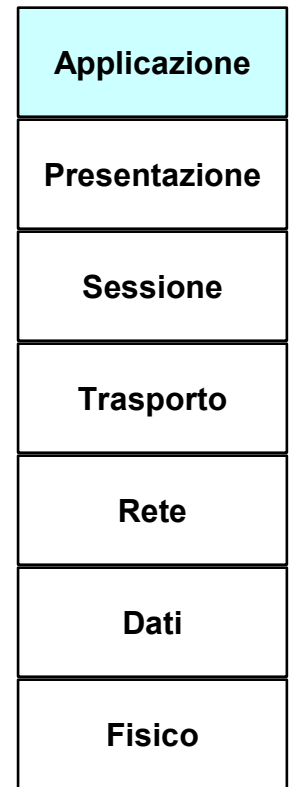 Applicazione
Presentazione
Sessione
Trasporto
Rete
Dati
Fisico